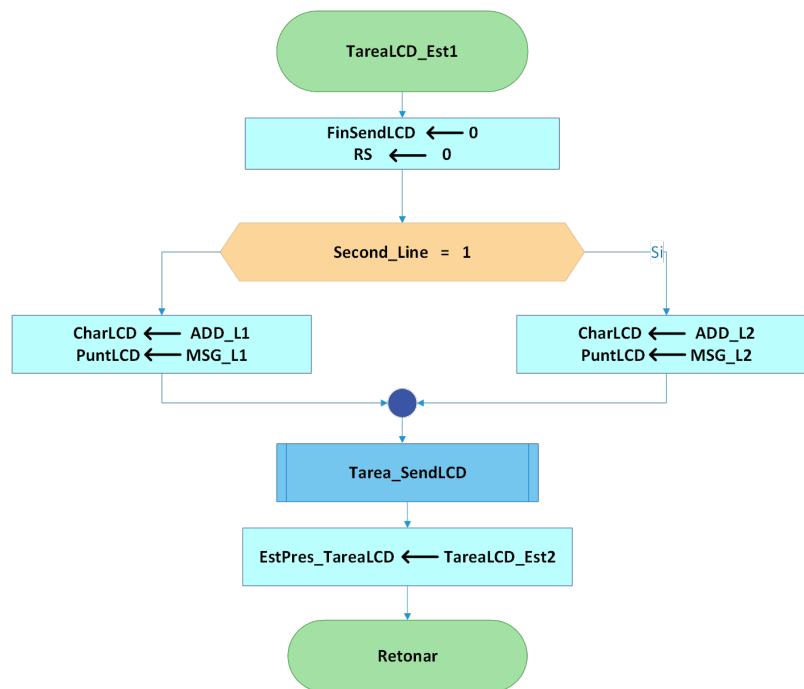 TareaLCD_Est1
FinSendLCD ← 0
RS ← 0
Second_Line = 1
Si
CharLCD ← ADD_L1
PuntLCD ← MSG_L1
CharLCD ← ADD_L2
PuntLCD ← MSG_L2
Tarea_SendLCD
EstPres_TareaLCD ← TareaLCD_Est2
Retonar